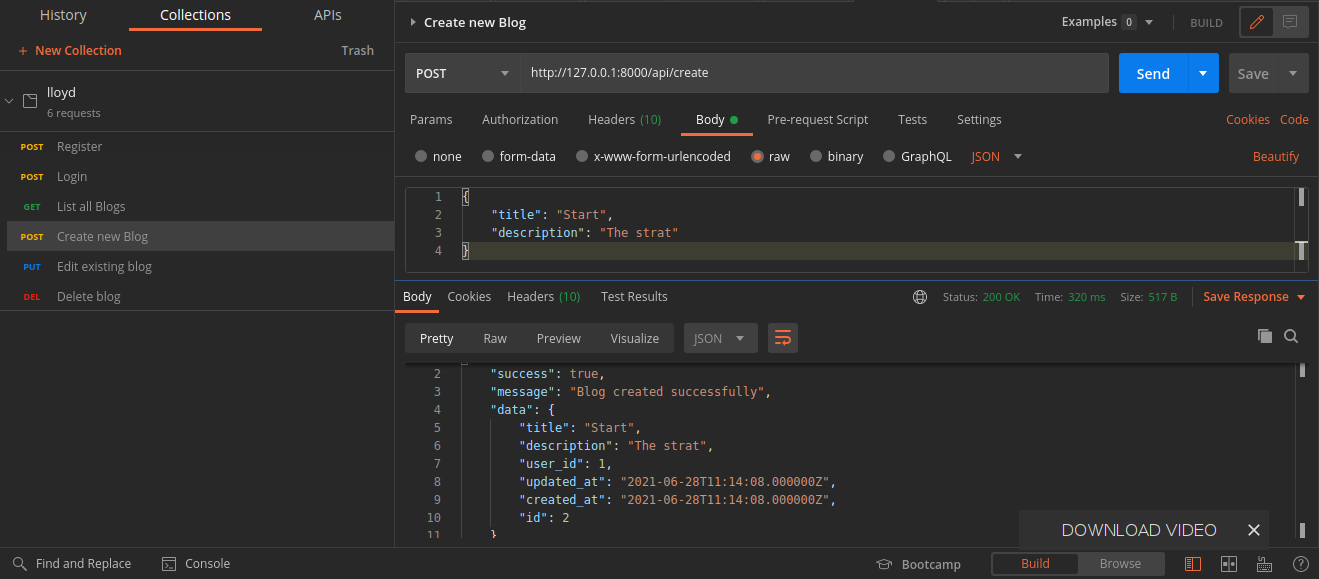 History Collections APIs
+ New Collection Trash
lloyd
6 requests
POST Register
POST Login
GET List all Blogs
POST Create new Blog
PUT Edit existing blog
DEL Delete blog
Create new Blog Examples 0 BUILD
POST http://127.0.0.1:8000/api/create Send Save
Params Authorization Headers (10) Body Pre-request Script Tests Settings Cookies Code
none form-data x-www-form-urlencoded raw binary GraphQL JSON Beautify
1 {
2 "title": "Start",
3 "description": "The strat"
4 }
Body Cookies Headers (10) Test Results Status: 200 OK Time: 320 ms Size: 517 B Save Response
Pretty Raw Preview Visualize JSON
2 "success": true,
3 "message": "Blog created successfully",
4 "data": {
5 "title": "Start",
6 "description": "The strat",
7 "user_id": 1,
8 "updated_at": "2021-06-28T11:14:08.000000Z",
9 "created_at": "2021-06-28T11:14:08.000000Z",
10 "id": 2
11 }
DOWNLOAD VIDEO
Find and Replace Console Bootcamp Build Browse